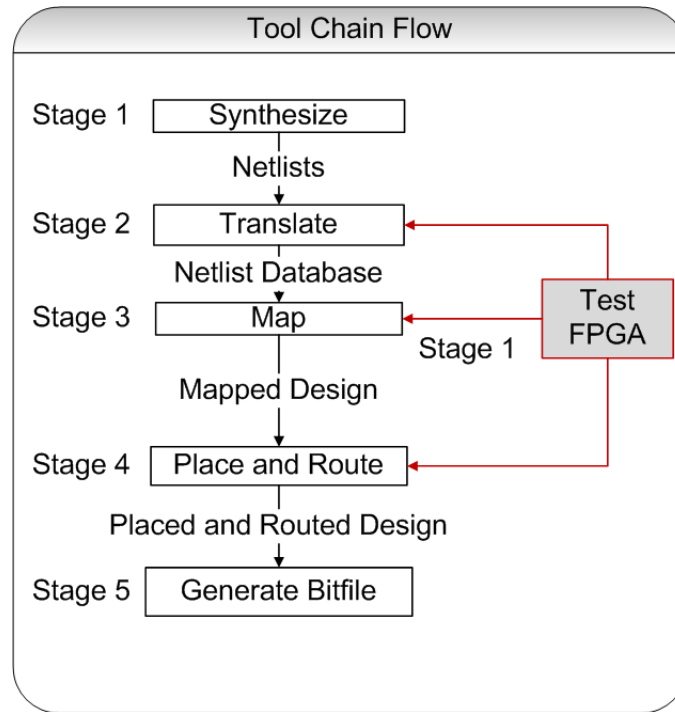 Tool Chain Flow
Stage 1
Synthesize
Netlists
Stage 2
Translate
Netlist Database
Stage 3
Map
Test
FPGA
Stage 1
Mapped Design
Stage 4
Place and Route
Placed and Routed Design
Stage 5
Generate Bitfile